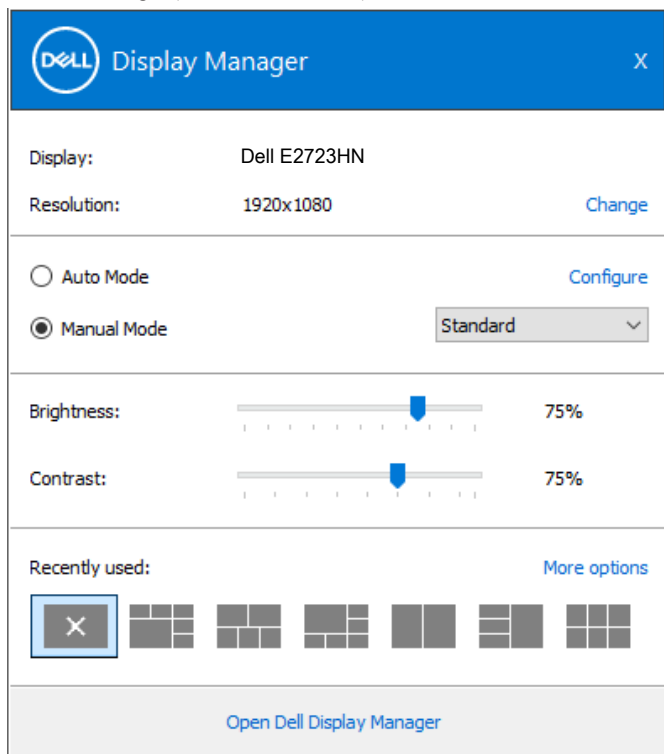 DELL Display Manager X
Display: Dell E2723HN
Resolution: 1920x1080 Change
Auto Mode Configure
Manual Mode Standard
Brightness: 75%
Contrast: 75%
Recently used: More options
Open Dell Display Manager